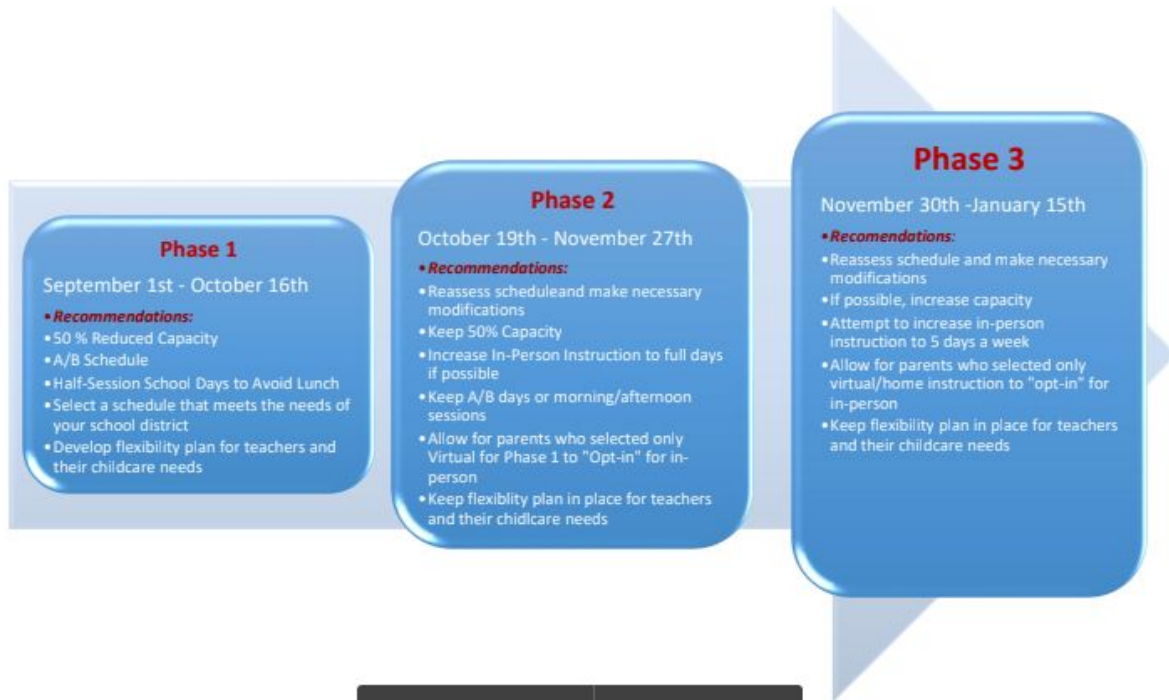 Phase 1
September 1st - October 16th
•Recommendations:
•50 % Reduced Capacity
•A/B Schedule
•Half-Session School Days to Avoid Lunch
•Select a schedule that meets the needs of
your school district
•Develop flexibility plan for teachers and
their childcare needs
Phase 2
October 19th - November 27th
•Recommendations:
•Reassess scheduleand make necessary
modifications
•Keep 50% Capacity
•Increase In-Person Instruction to full days
if possible
•Keep A/B days or morning/afternoon
sessions
•Allow for parents who selected only
Virtual for Phase 1 to "Opt-in" for in-
person
•Keep flexiblity plan in place for teachers
and their chidlcare needs
Phase 3
November 30th -January 15th
•Recomendations:
•Reassess schedule and make necessary
modifications
•If possible, increase capacity
•Attempt to increase in-person
instruction to 5 days a week
•Allow for parents who selected only
virtual/home instruction to "opt-in" for
in-person
•Keep flexibility plan in place for teachers
and their childcare needs